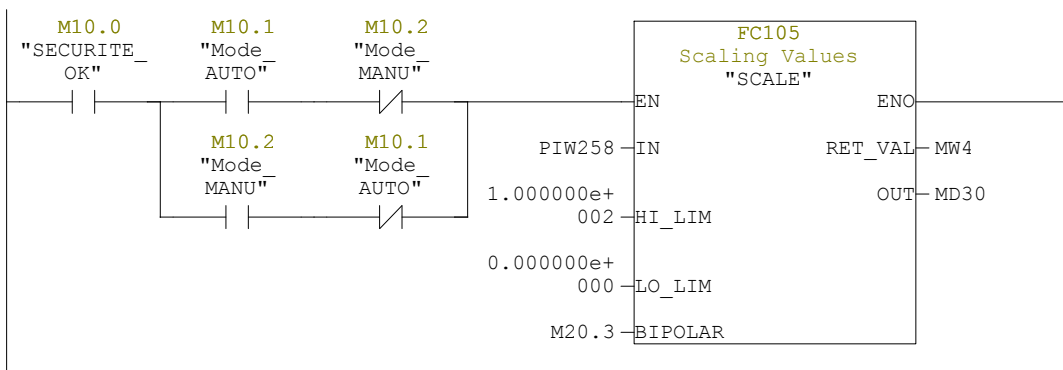 M10.0 M10.1 M10.2 FC105
"SECURITE_ "Mode_ "Mode_ Scaling Values
OK" AUTO" MANU" "SCALE"
EN ENO
M10.2 M10.1
PIW258 IN RET_VAL MW4
"Mode_ "Mode_
MANU" AUTO"
1.000000e+ OUT MD30
002 HI_LIM
0.000000e+
000 LO_LIM
M20.3 BIPOLAR